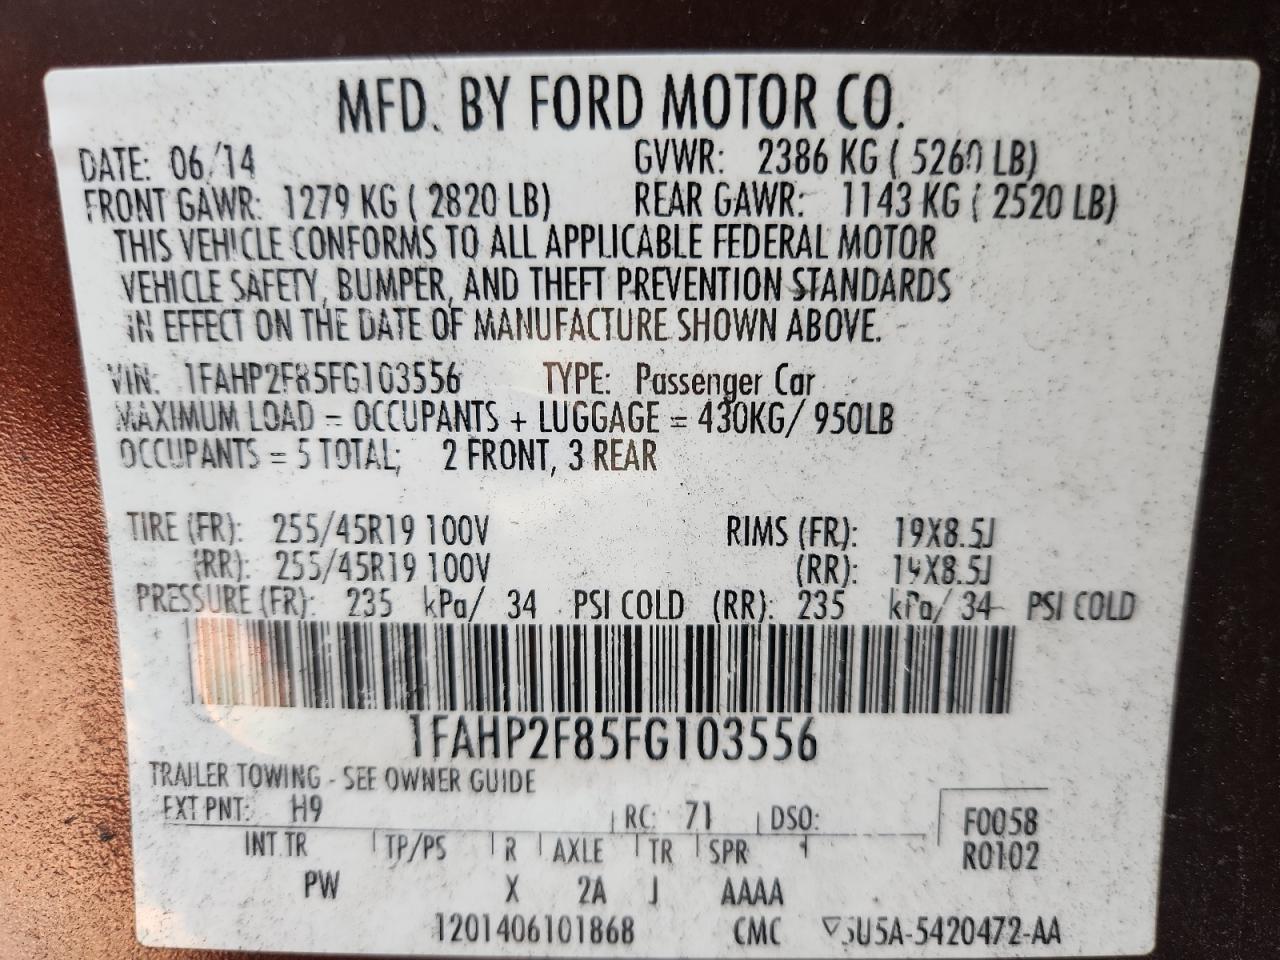 MFD. BY FORD MOTOR CO.
DATE: 06/14 GVWR: 2386 KG ( 5260 LB)
FRONT GAWR: 1279 KG ( 2820 LB) REAR GAWR: 1143 KG ( 2520 LB)
THIS VEHICLE CONFORMS TO ALL APPLICABLE FEDERAL MOTOR
VEHICLE SAFETY, BUMPER, AND THEFT PREVENTION STANDARDS
IN EFFECT ON THE DATE OF MANUFACTURE SHOWN ABOVE.
VIN: 1FAHP2F85FG103556 TYPE: Passenger Car
MAXIMUM LOAD = OCCUPANTS + LUGGAGE = 430KG/ 950LB
OCCUPANTS = 5 TOTAL; 2 FRONT, 3 REAR
TIRE (FR): 255/45R19 100V RIMS (FR): 19X8.5J
(RR): 255/45R19 100V (RR): 19X8.5J
PRESSURE (FR): 235 kPa/ 34 PSI COLD (RR): 235 kPa/ 34 PSI COLD
1FAHP2F85FG103556
TRAILER TOWING - SEE OWNER GUIDE
EXT PNT: H9 RC: 71 DSO: F0058
INT TR TP/PS R AXLE TR SPR R0102
PW X 2A J AAAA
1201406101868 CMC 5U5A-5420472-AA